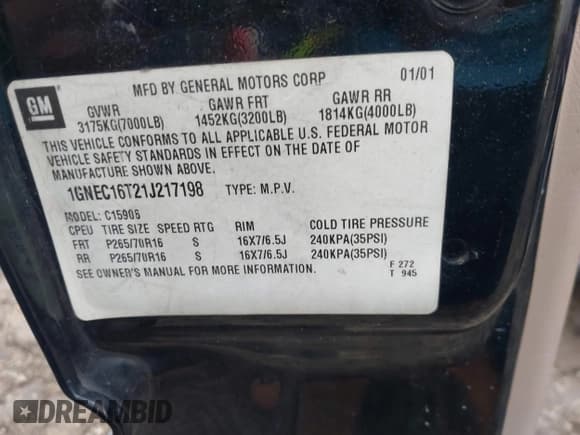 GM
MFD BY GENERAL MOTORS CORP 01/01
GVWR GAWR FRT GAWR RR
3175KG(7000LB) 1452KG(3200LB) 1814KG(4000LB)
THIS VEHICLE CONFORMS TO ALL APPLICABLE U.S. FEDERAL MOTOR
VEHICLE SAFETY STANDARDS IN EFFECT ON THE DATE OF
MANUFACTURE SHOWN ABOVE.
1GNEC16T21J217198 TYPE: M.P.V.
MODEL: C15906
CPEU TIRE SIZE SPEED RTG RIM COLD TIRE PRESSURE
FRT P265/70R16 S 16X7/6.5J 240KPA(35PSI)
RR P265/70R16 S 16X7/6.5J 240KPA(35PSI)
SEE OWNER'S MANUAL FOR MORE INFORMATION.
F 272
T 945
DREAMBID